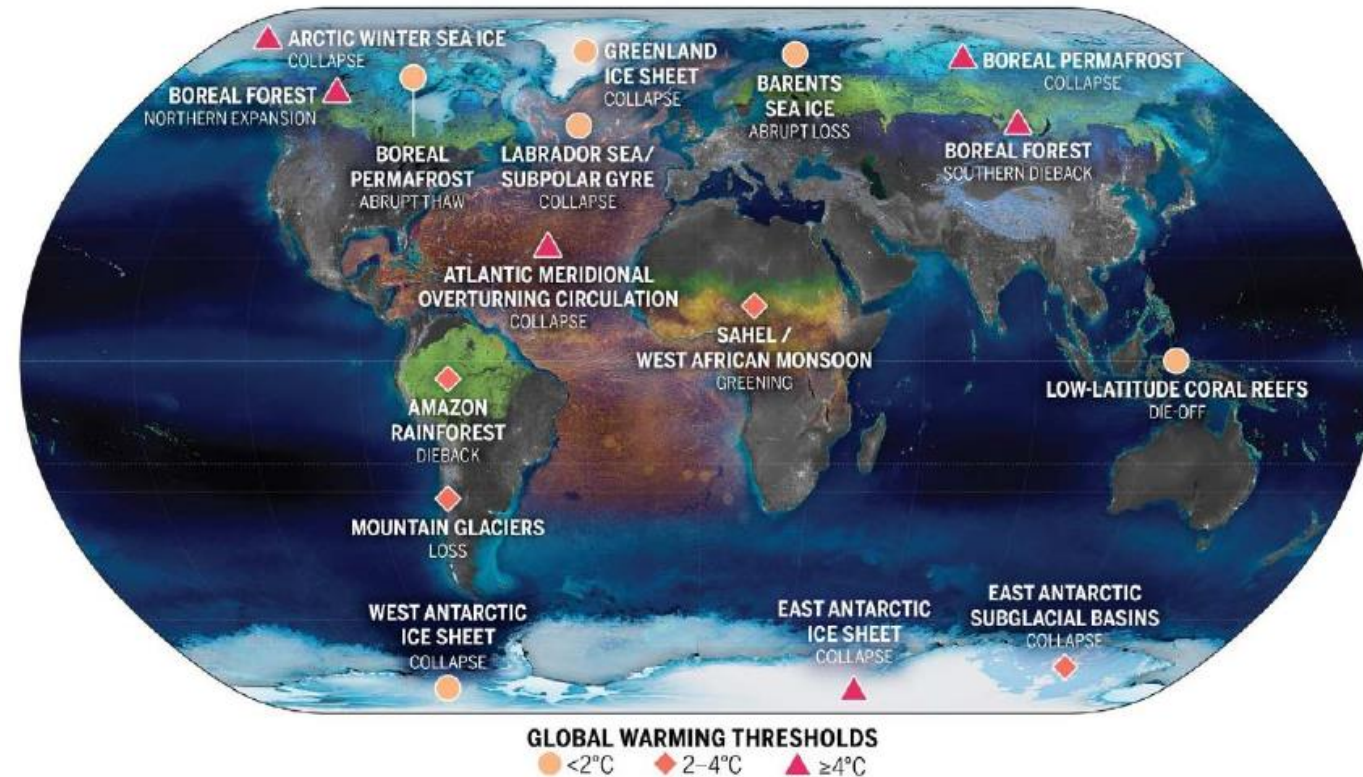 ARCTIC WINTER SEA ICE
COLLAPSE
BOREAL FOREST
NORTHERN EXPANSION
BOREAL
PERMAFROST
ABRUPT THAW
GREENLAND
ICE SHEET
COLLAPSE
LABRADOR SEA/
SUBPOLAR GYRE
COLLAPSE
BARENTS
SEA ICE
ABRUPT LOSS
BOREAL PERMAFROST
COLLAPSE
BOREAL FOREST
SOUTHERN DIEBACK
ATLANTIC MERIDIONAL
OVERTURNING CIRCULATION
COLLAPSE
SAHEL /
WEST AFRICAN MONSOON
GREENING
LOW-LATITUDE CORAL REEFS
DIE-OFF
AMAZON
RAINFOREST
DIEBACK
MOUNTAIN GLACIERS
LOSS
WEST ANTARCTIC
ICE SHEET
COLLAPSE
EAST ANTARCTIC
ICE SHEET
COLLAPSE
EAST ANTARCTIC
SUBGLACIAL BASINS
COLLAPSE
GLOBAL WARMING THRESHOLDS
<2°C 2–4°C ≥4°C